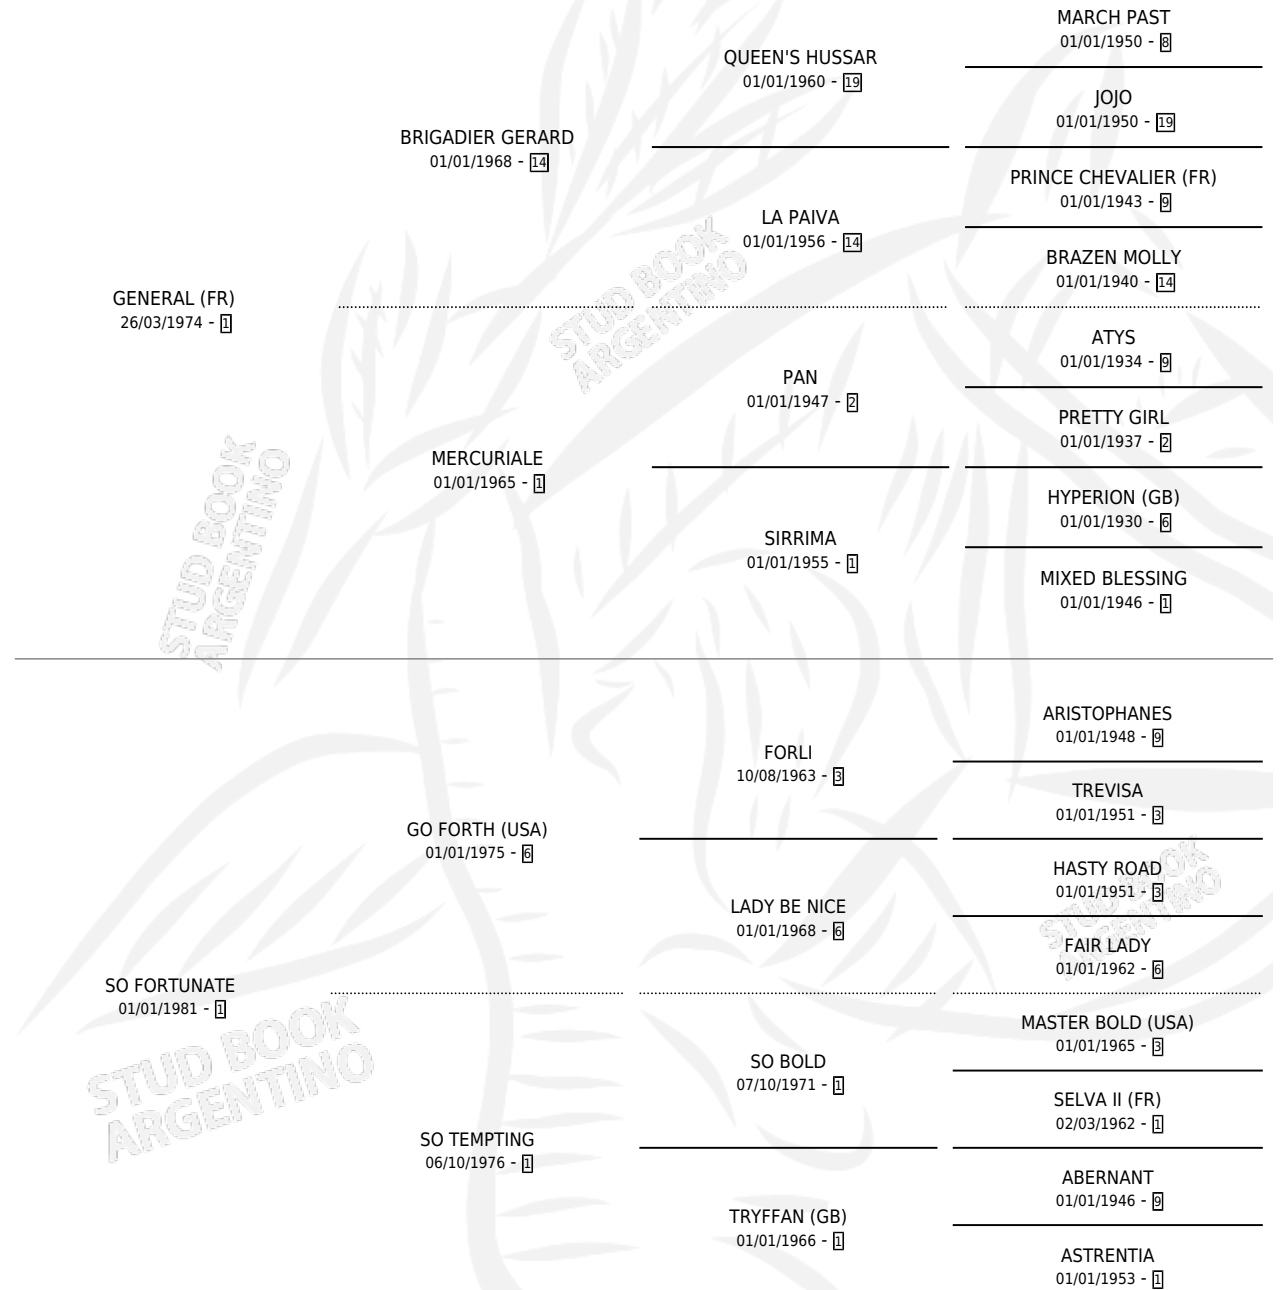 MARCH PAST
01/01/1950 - 8
QUEEN'S HUSSAR
01/01/1960 - 19
JOJO
01/01/1950 - 19
BRIGADIER GERARD
01/01/1968 - 14
PRINCE CHEVALIER (FR)
01/01/1943 - 9
LA PAIVA
01/01/1956 - 14
BRAZEN MOLLY
01/01/1940 - 14
GENERAL (FR)
26/03/1974 - 1
STUD BOOK
ARGENTINO
ATYS
01/01/1934 - 9
PAN
01/01/1947 - 2
PRETTY GIRL
01/01/1937 - 2
MERCURIALE
01/01/1965 - 1
HYPERION (GB)
01/01/1930 - 6
SIRRIMA
01/01/1955 - 1
MIXED BLESSING
01/01/1946 - 1
STUD BOOK
ARGENTINO
ARISTOPHANES
01/01/1948 - 9
FORLI
10/08/1963 - 3
TREVISA
01/01/1951 - 3
GO FORTH (USA)
01/01/1975 - 6
HASTY ROAD
01/01/1951 - 3
LADY BE NICE
01/01/1968 - 6
FAIR LADY
01/01/1962 - 6
STUD BOOK
ARGENTINO
SO FORTUNATE
01/01/1981 - 1
MASTER BOLD (USA)
01/01/1965 - 3
SO BOLD
07/10/1971 - 1
SELVA II (FR)
02/03/1962 - 1
STUD BOOK
ARGENTINO
SO TEMPTING
06/10/1976 - 1
ABERNANT
01/01/1946 - 9
TRYFFAN (GB)
01/01/1966 - 1
ASTRENTIA
01/01/1953 - 1